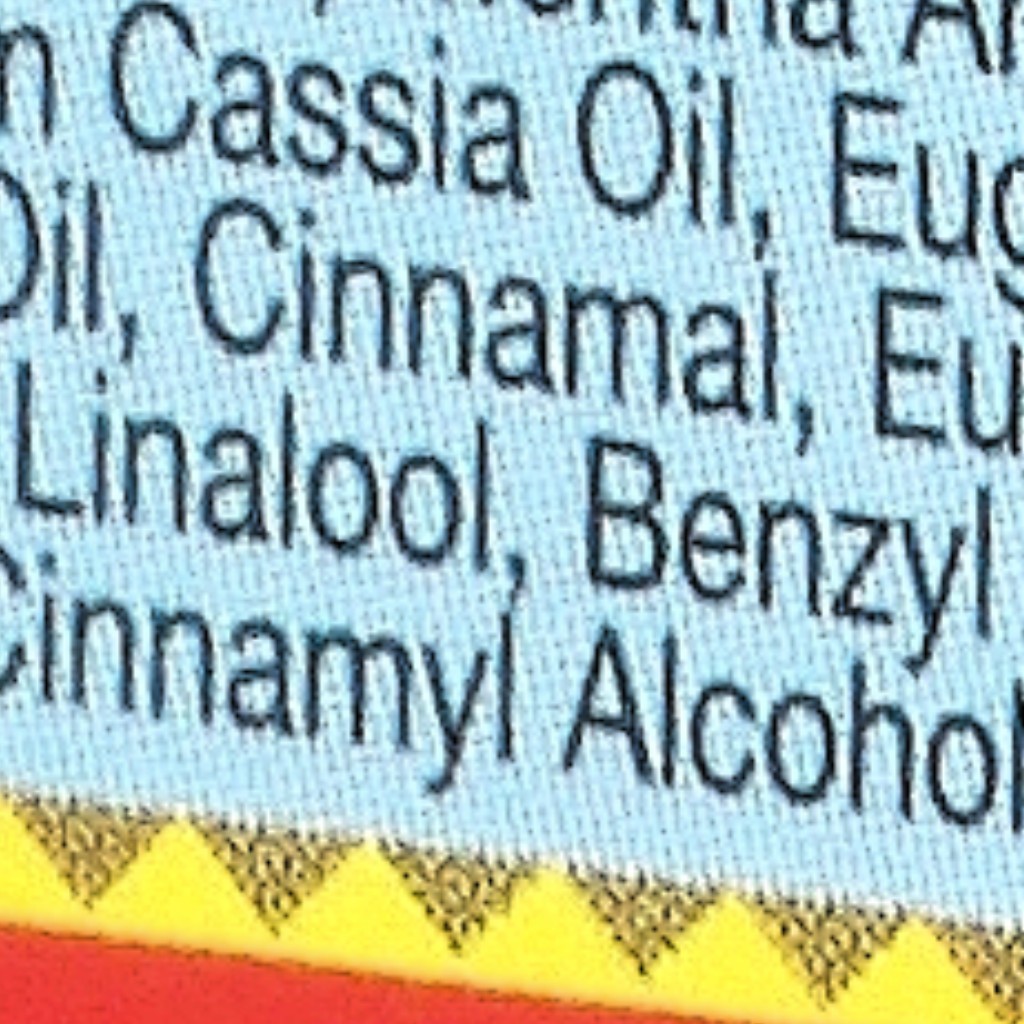 Cassia Oil,
Oil, Cinnamal,
Linalool, Benzyl
Cinnamyl Alcohol